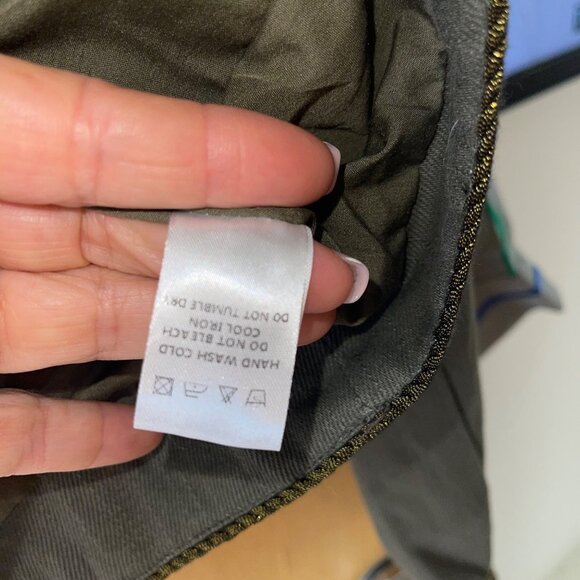 HAND WASH COLD
DO NOT BLEACH
COOL IRON
DO NOT TUMBLE DRY